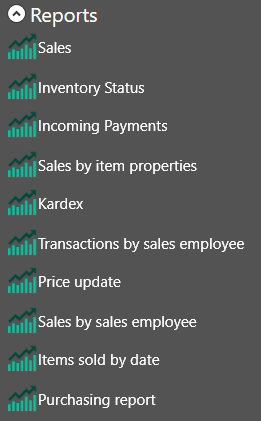 Reports
Sales
Inventory Status
Incoming Payments
Sales by item properties
Kardex
Transactions by sales employee
Price update
Sales by sales employee
Items sold by date
Purchasing report